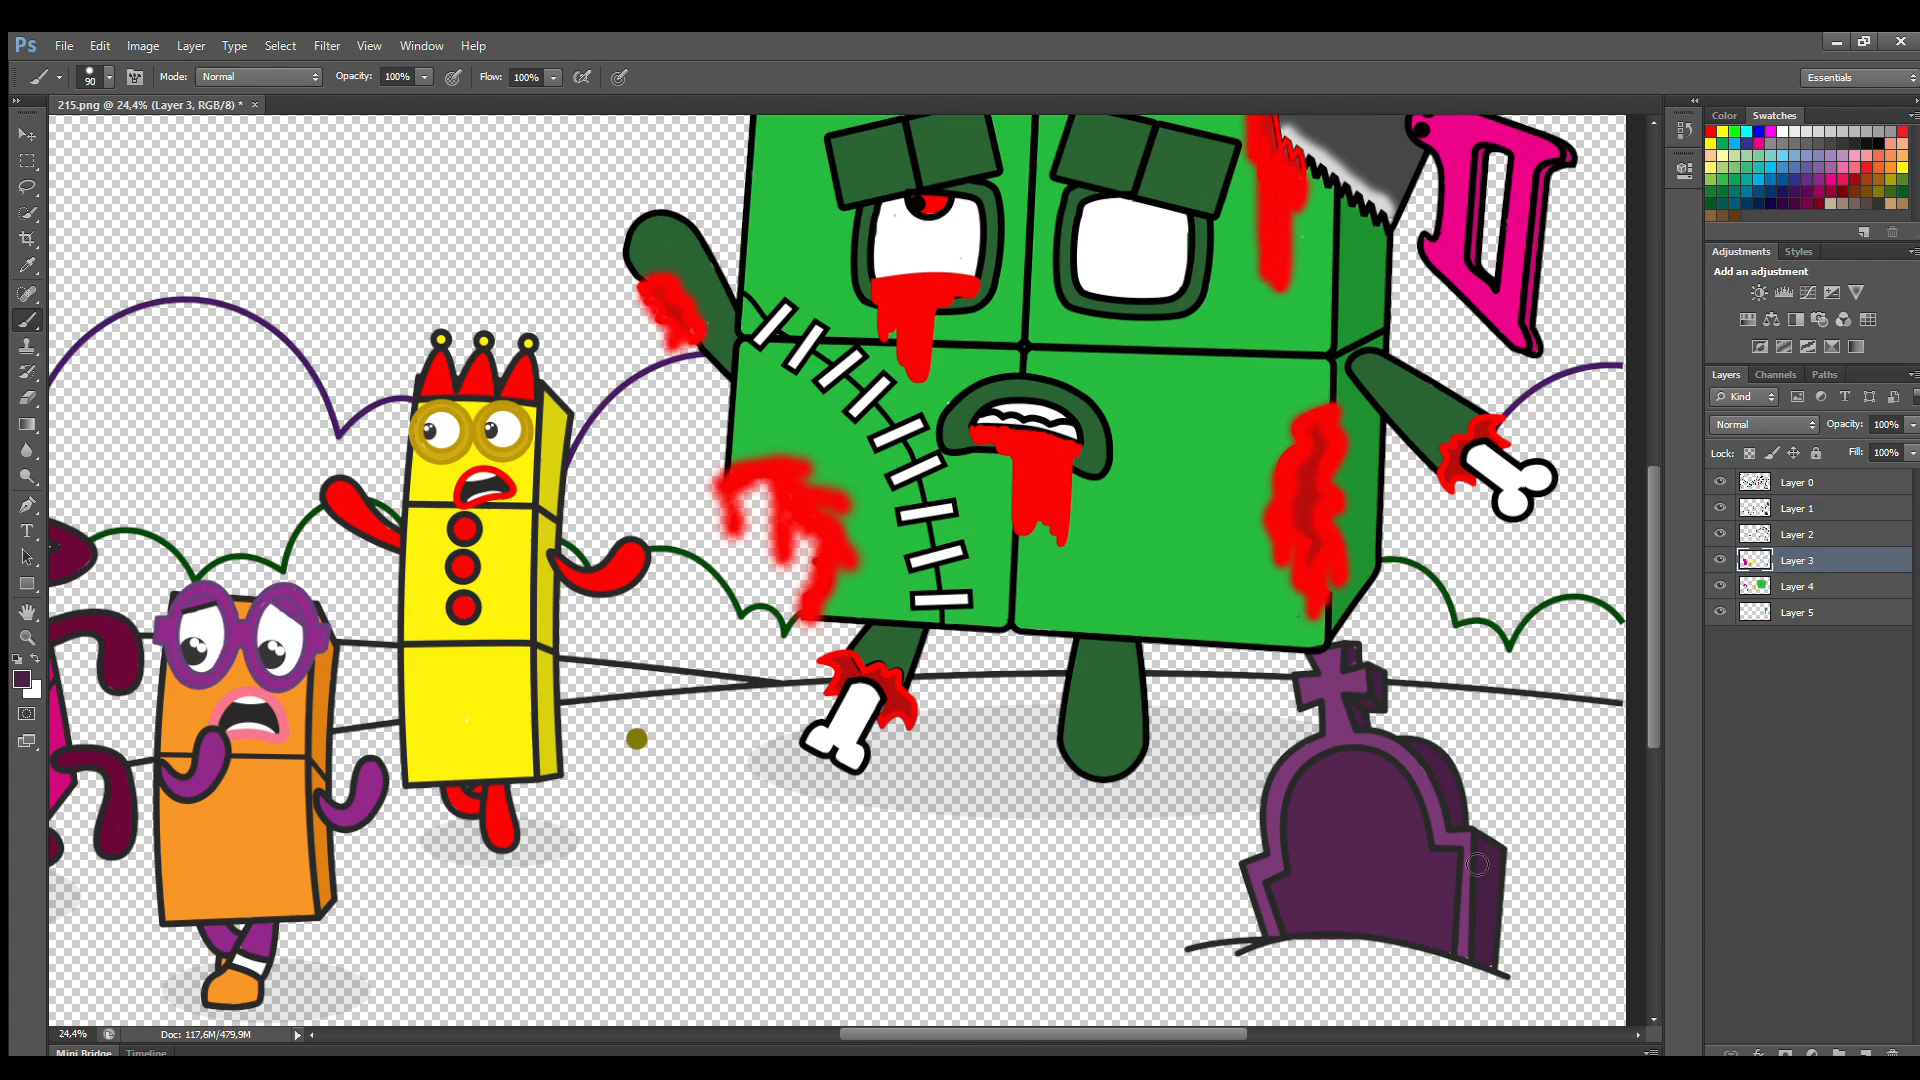 Ps File Edit Image Layer Type Select Filter View Window Help
90 Mode: Normal Opacity: 100% Flow: 100% Essentials
215.png @ 24,4% (Layer 3, RGB/8) * ×
Color Swatches
Adjustments Styles
Add an adjustment
Layers Channels Paths
Kind T
Normal Opacity: 100%
Lock: Fill: 100%
Layer 0
Layer 1
Layer 2
Layer 3
Layer 4
Layer 5
T
24,4% Doc: 117,6M/479,9M
Mini Bridge Timeline